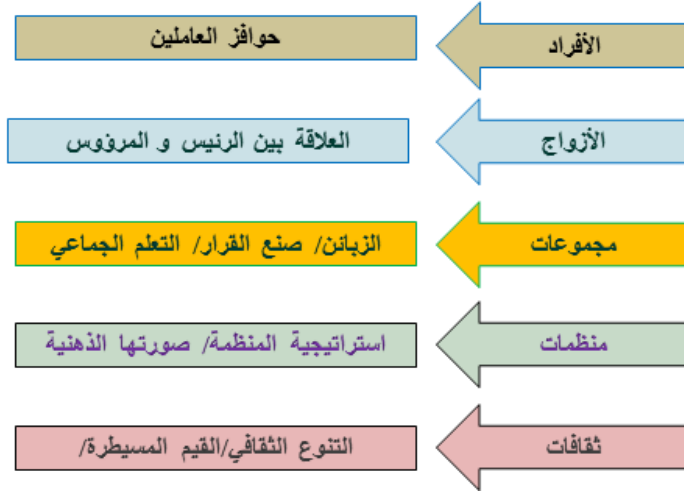 الأفراد
حوافز العاملين
الأزواج
العلاقة بين الرئيس و المرؤوس
مجموعات
الزبائن/ صنع القرار/ التعلم الجماعي
منظمات
استراتيجية المنظمة/ صورتها الذهنية
ثقافات
التنوع الثقافي/القيم المسيطرة/